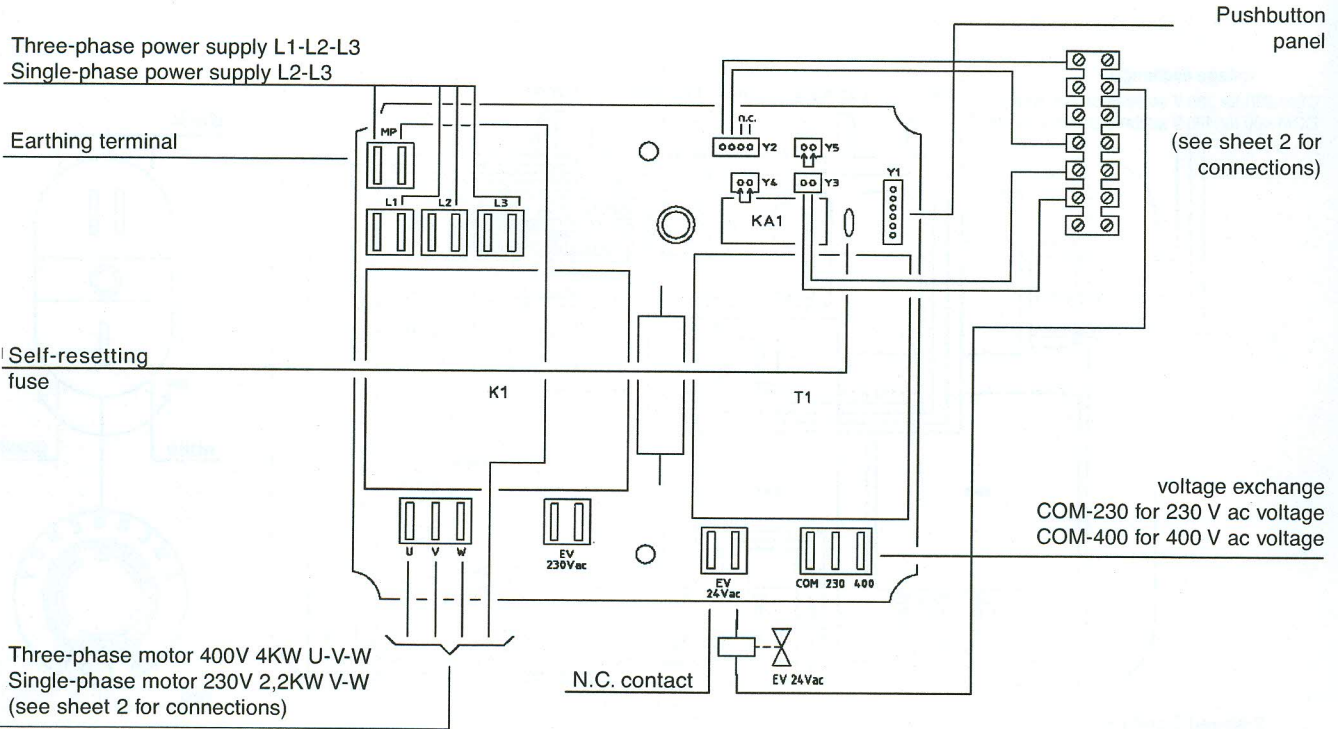 Pushbutton
panel
Three-phase power supply L1-L2-L3
Single-phase power supply L2-L3
Earthing terminal
MP
n.c.
Y2
Y5
Y4
Y3
Y1
(see sheet 2 for
connections)
L1
L2
L3
KA1
Self-resetting
fuse
K1
T1
voltage exchange
COM-230 for 230 V ac voltage
COM-400 for 400 V ac voltage
U V W
EV
230Vac
EV
24Vac
COM 230 400
Three-phase motor 400V 4KW U-V-W
Single-phase motor 230V 2,2KW V-W
(see sheet 2 for connections)
N.C. contact
EV 24Vac